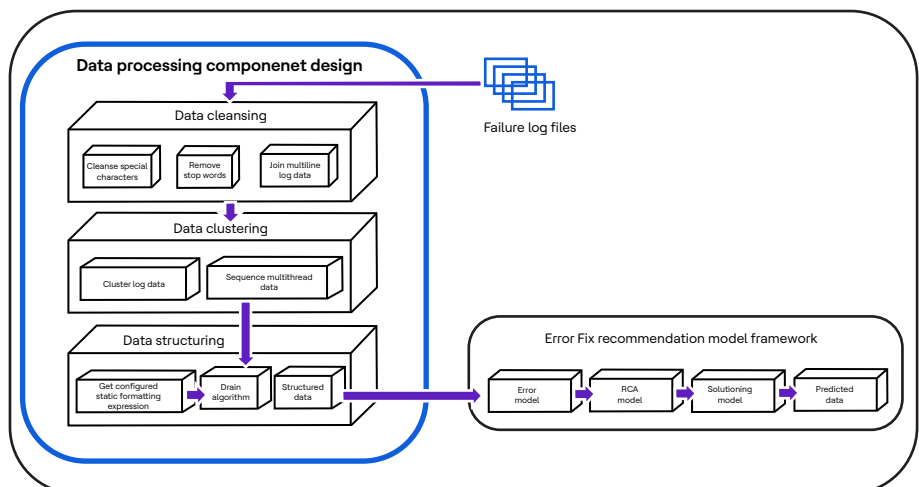 Data processing componenet design
Failure log files
Data cleansing
Cleanse special
characters
Remove
stop words
Join multiline
log data
Data clustering
Cluster log data
Sequence multithread
data
Data structuring
Get configured
static formatting
expression
Drain
algorithm
Structured
data
Error Fix recommendation model framework
Error
model
RCA
model
Solutioning
model
Predicted
data